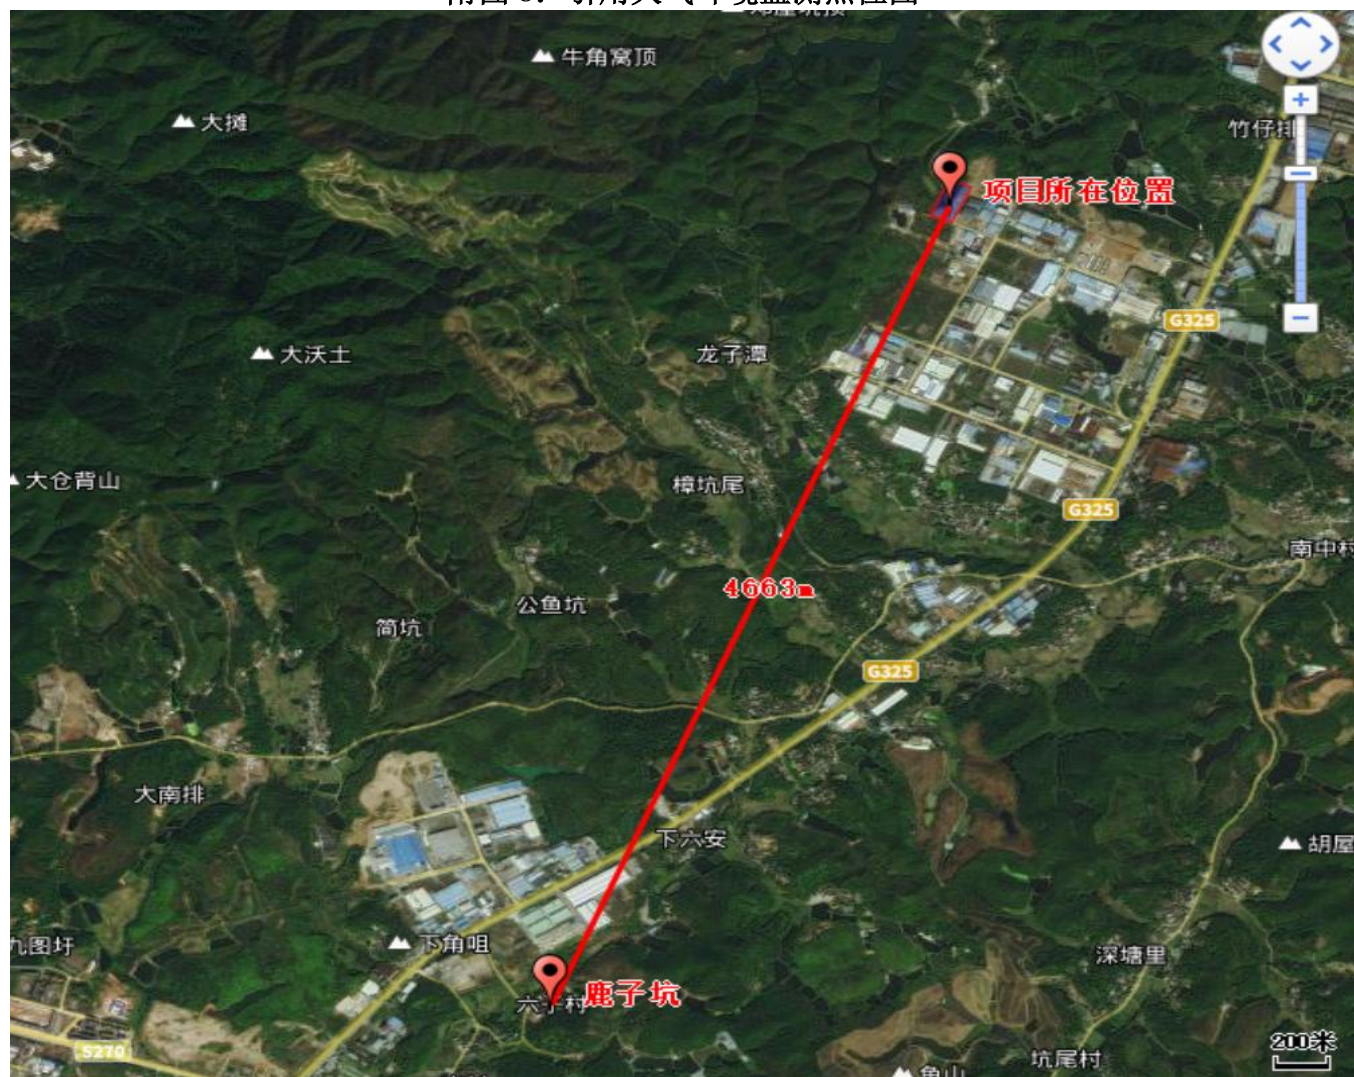 牛角窝顶
大摊
竹仔排
项目所在位置
G325
大沃土
龙子潭
大仓背山
樟坑尾
G325
南中村
4663m
公鱼坑
简坑
G325
大南排
下六安
胡屋
九图圩
下角咀
深塘里
鹿子坑
200米
S270
坑尾村